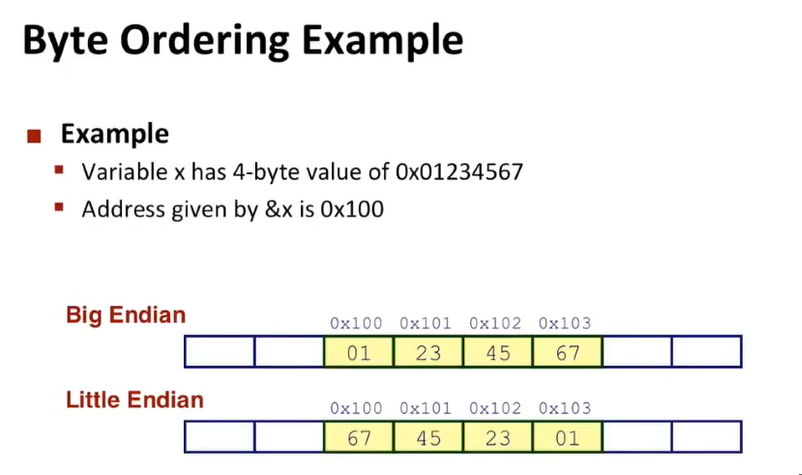 Byte Ordering Example
Example
Variable x has 4-byte value of 0x01234567
Address given by &x is 0x100
Big Endian
0x100 0x101 0x102 0x103
01 23 45 67
Little Endian
0x100 0x101 0x102 0x103
67 45 23 01